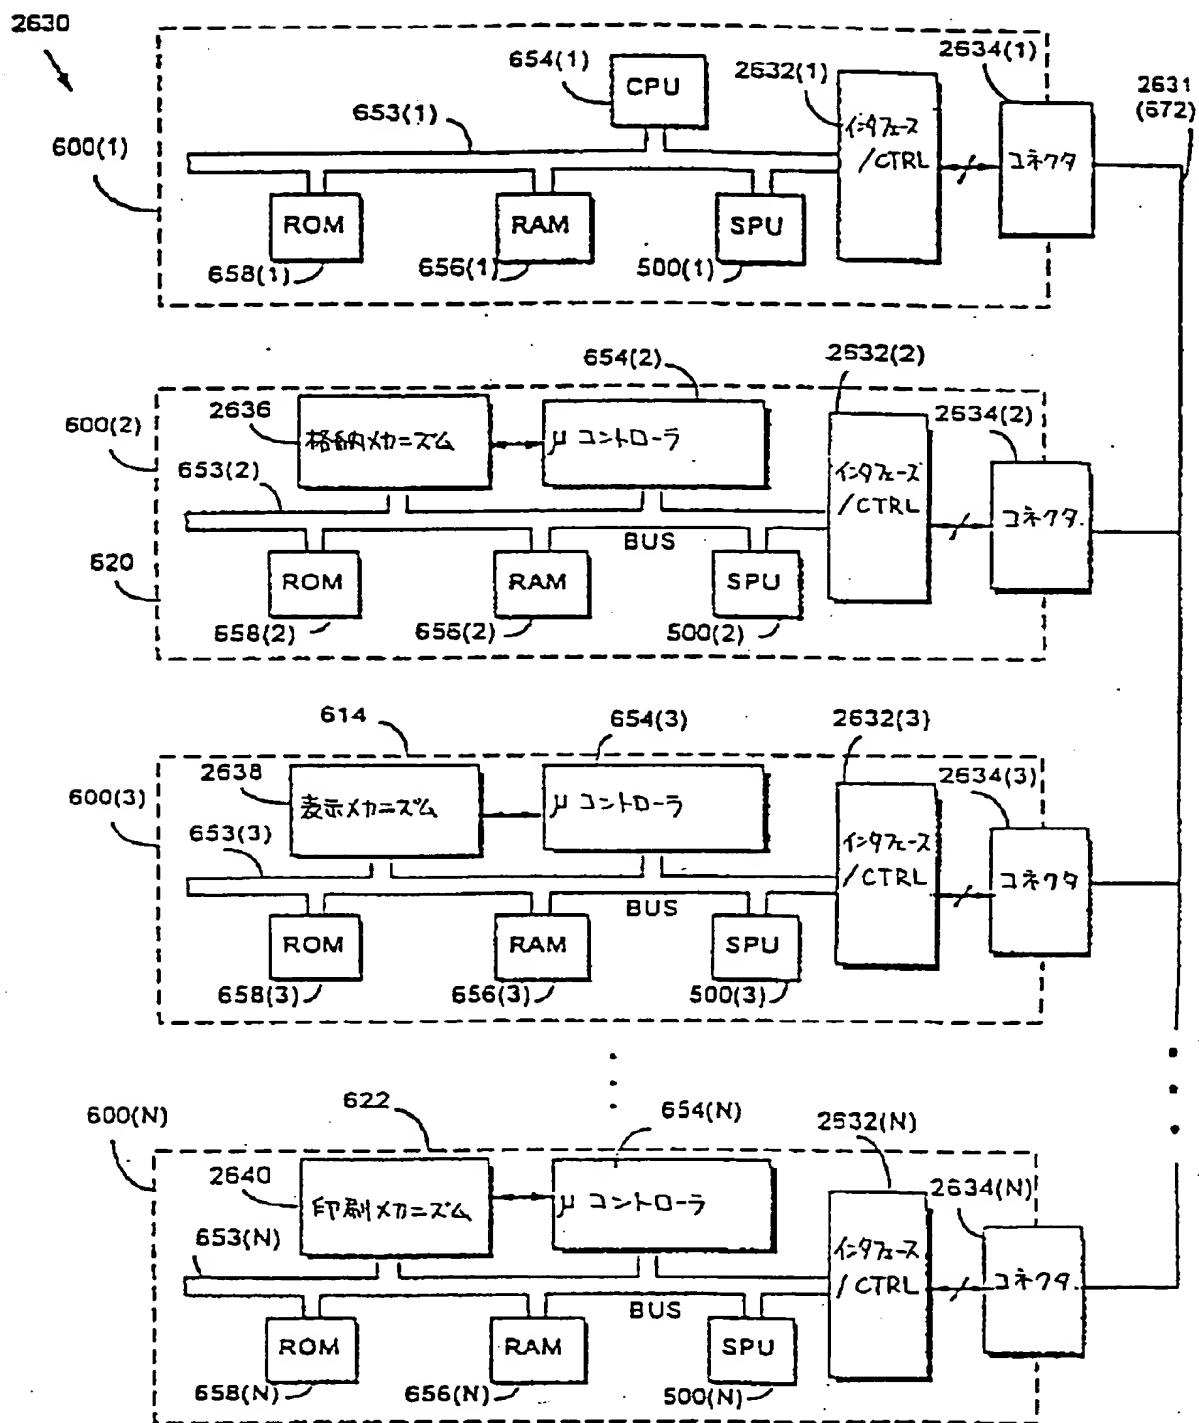 2630
600(1)
653(1)
654(1)
CPU
2632(1)
インタフェース
/CTRL
2634(1)
コネクタ
2631
(672)
ROM
658(1)
RAM
656(1)
SPU
500(1)
600(2)
620
653(2)
2636
格納メカニズム
654(2)
μコントローラ
2632(2)
インタフェース
/CTRL
2634(2)
コネクタ
BUS
ROM
658(2)
RAM
656(2)
SPU
500(2)
614
600(3)
653(3)
2638
表示メカニズム
654(3)
μコントローラ
2632(3)
インタフェース
/CTRL
2634(3)
コネクタ
BUS
ROM
658(3)
RAM
656(3)
SPU
500(3)
622
600(N)
653(N)
2640
印刷メカニズム
654(N)
μコントローラ
2632(N)
インタフェース
/CTRL
2634(N)
コネクタ
BUS
ROM
658(N)
RAM
656(N)
SPU
500(N)